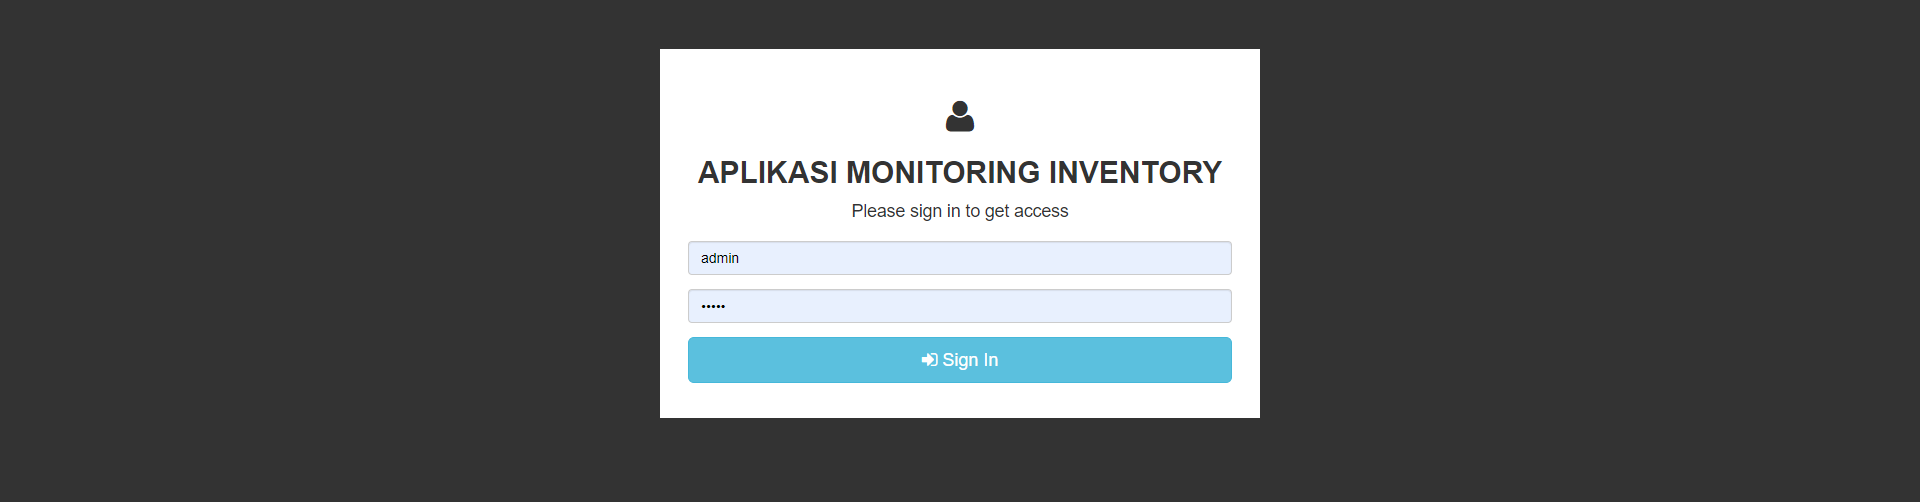 APLIKASI MONITORING INVENTORY
Please sign in to get access
admin
•••••
Sign In